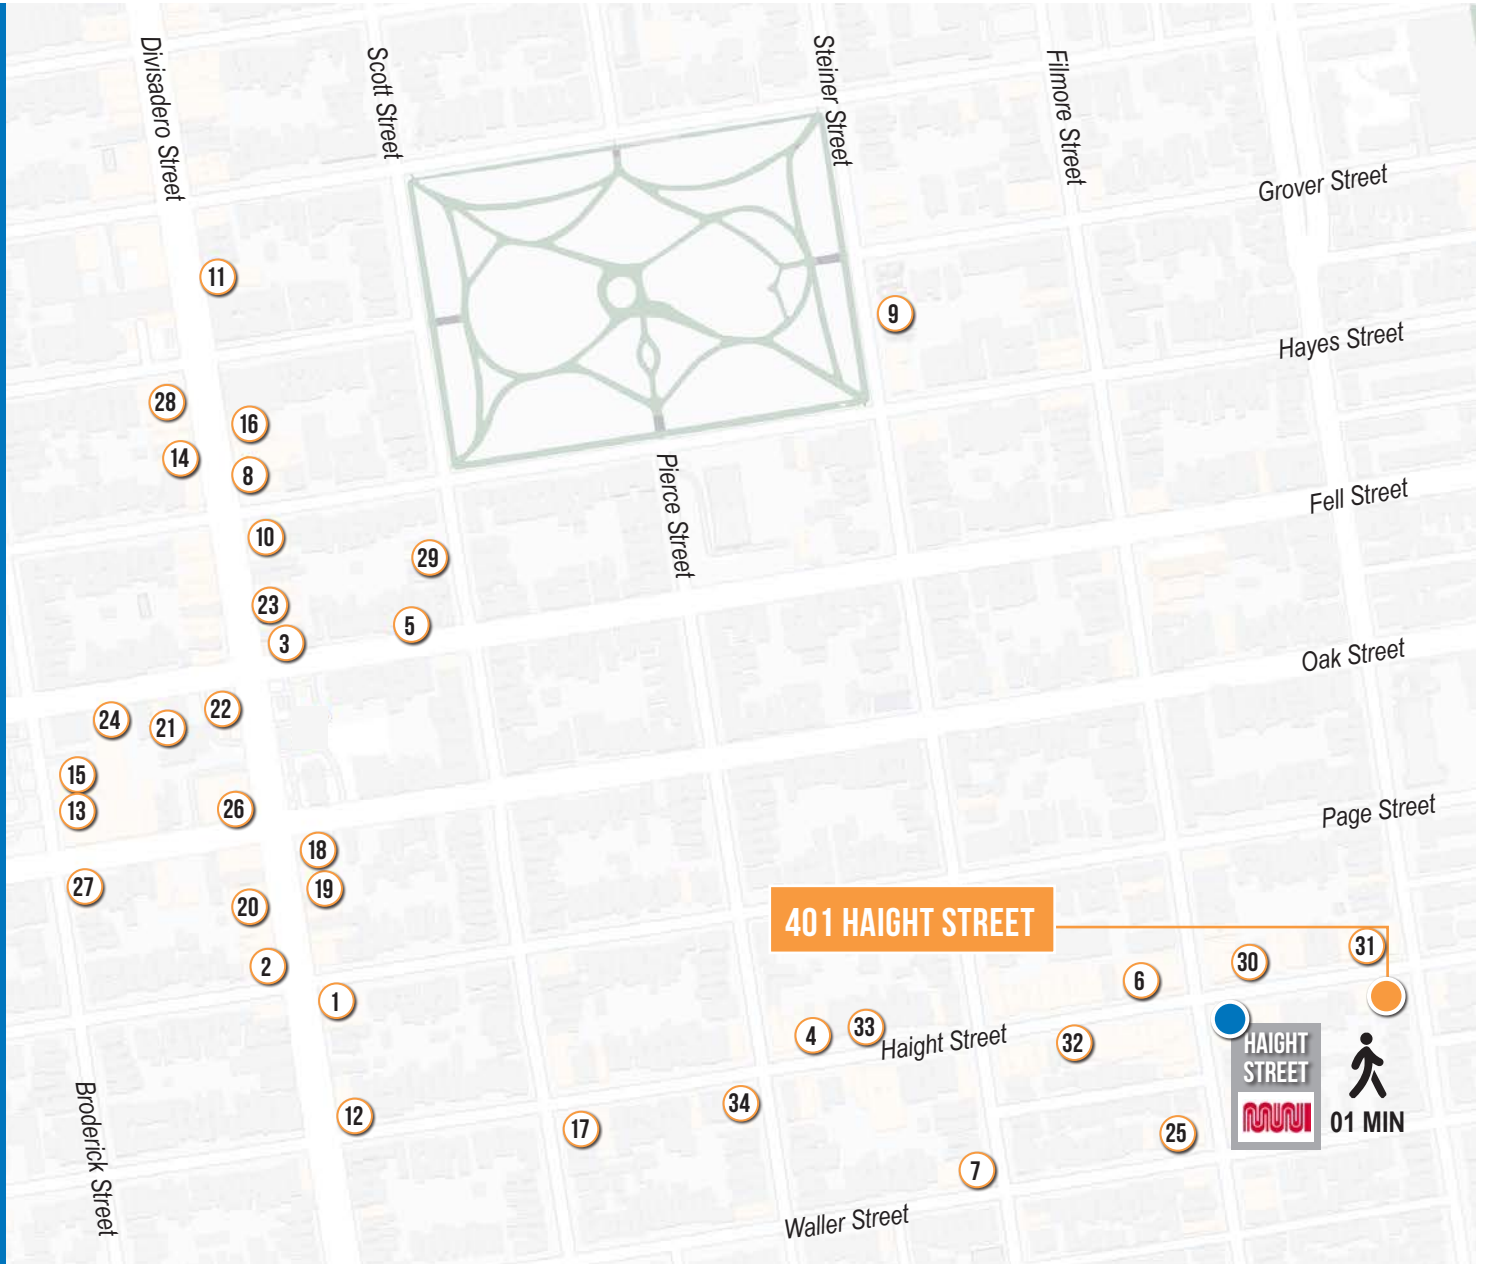 Divisadero Street
Scott Street
Steiner Street
Filmore Street
Grover Street
11
9
Hayes Street
28
16
14
8
Pierce Street
Fell Street
10
29
23
5
3
Oak Street
22
24
21
15
13
26
Page Street
18
27
19
20
401 HAIGHT STREET
2
31
30
6
1
4
33
Haight Street
32
HAIGHT
STREET
muni
01 MIN
34
12
17
25
7
Broderick Street
Waller Street